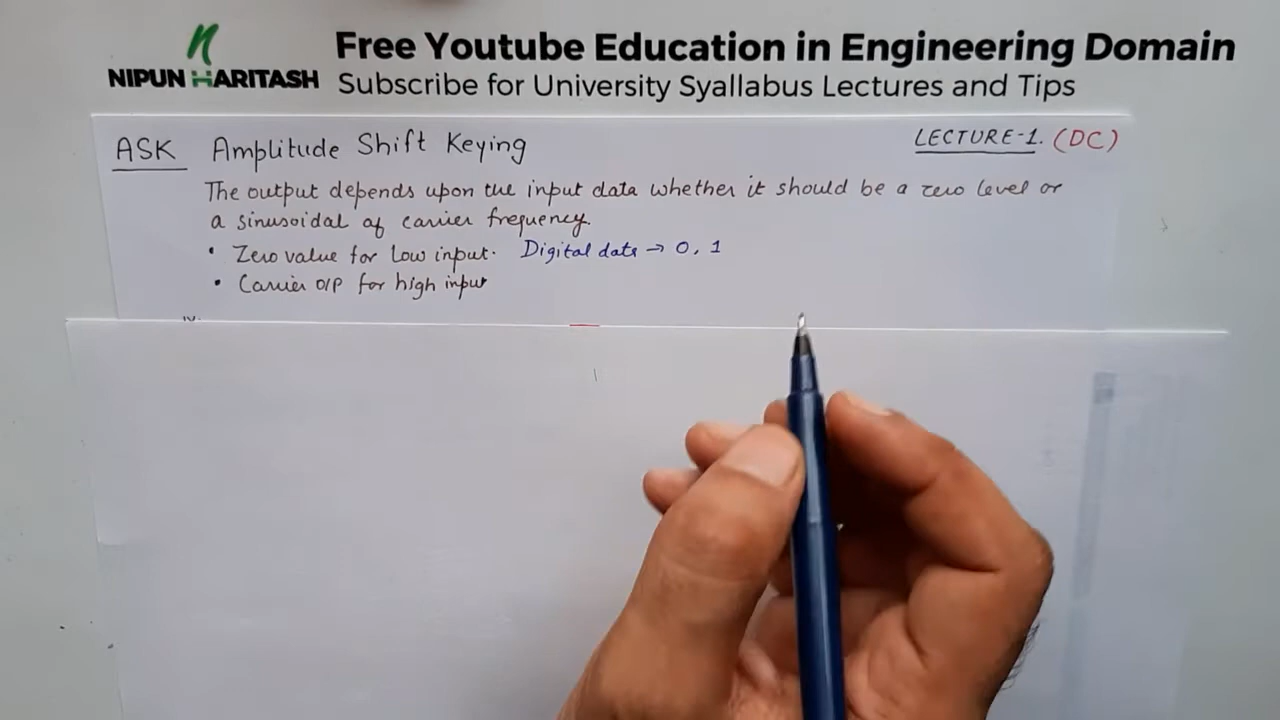 n
NIPUN HARITASH
Free Youtube Education in Engineering Domain
Subscribe for University Syallabus Lectures and Tips
ASK Amplitude Shift Keying
LECTURE-1. (DC)
The output depends upon the input data whether it should be a zero level or
a sinusoidal of carrier frequency.
• Zero value for Low input. Digital data → 0, 1
• Carrier O/P for high input